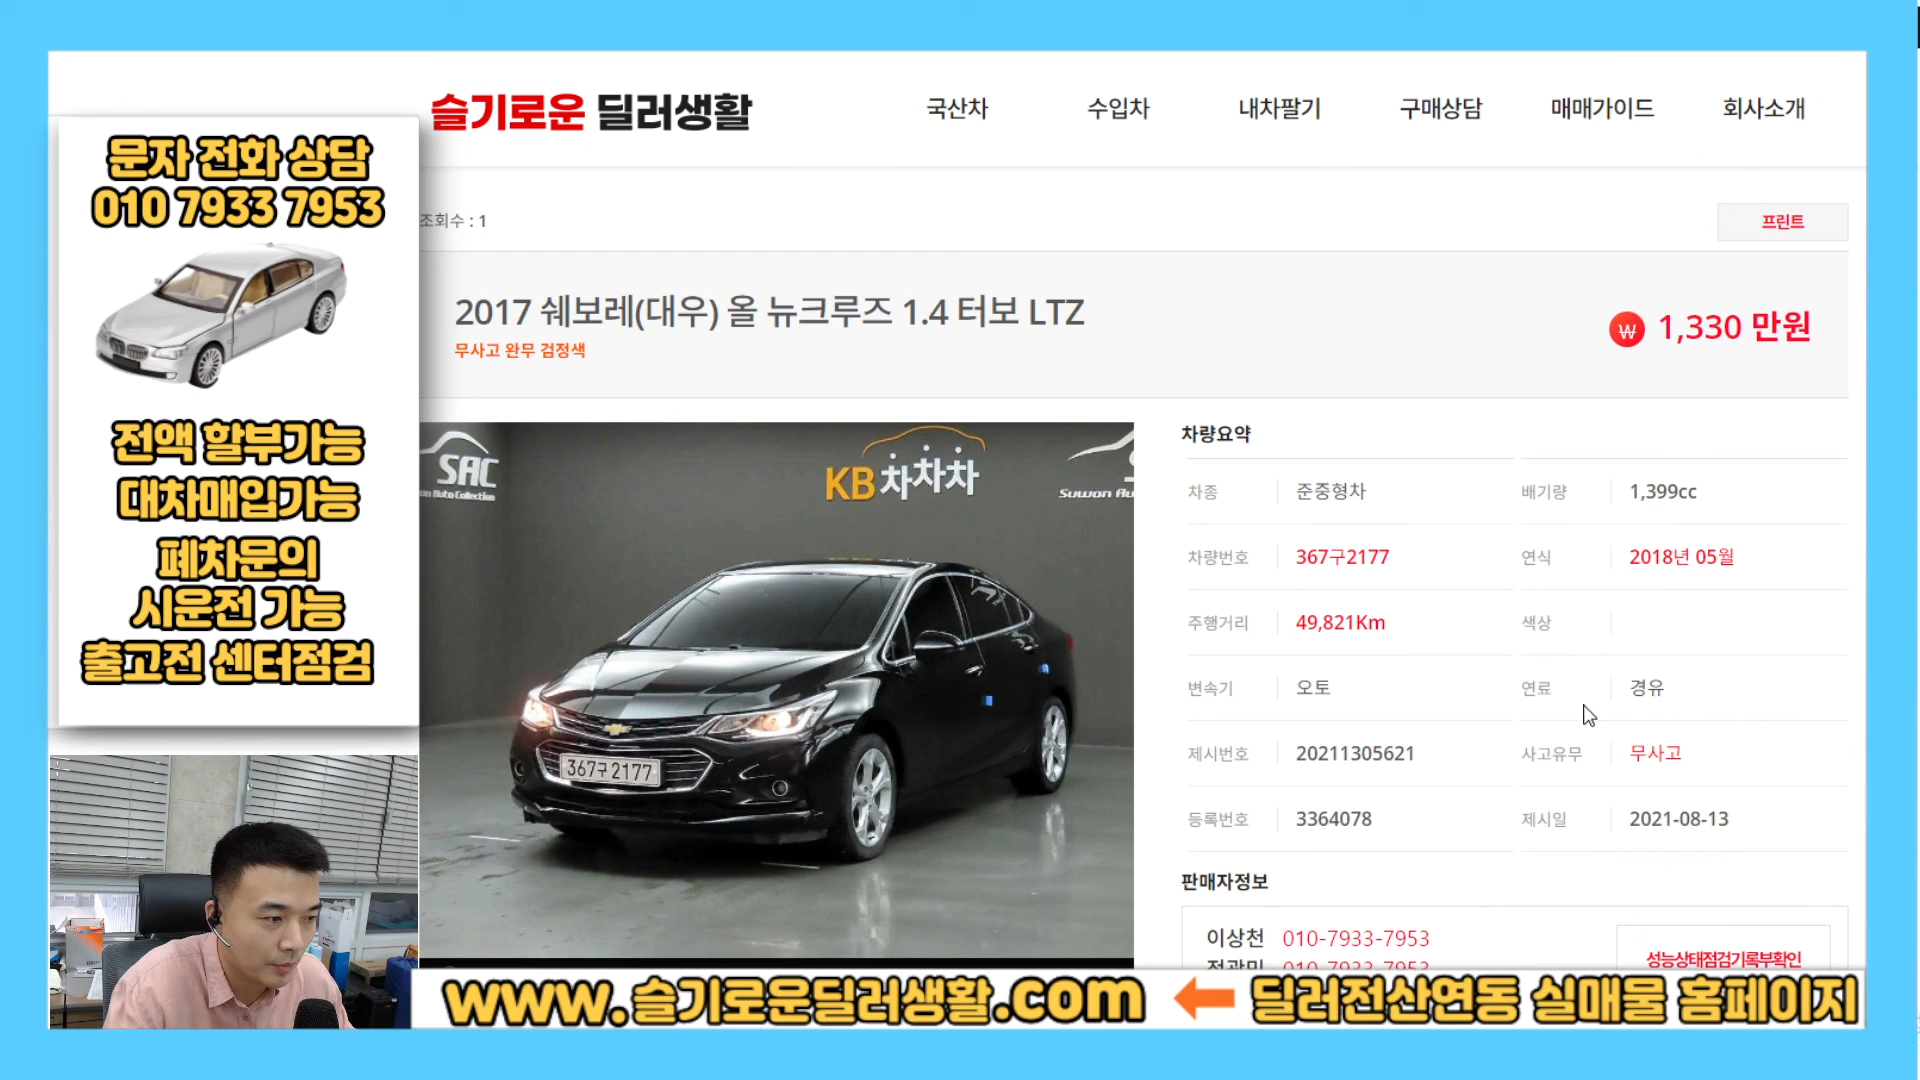 슬기로운 딜러생활
국산차
수입차
내차팔기
구매상담
매매가이드
회사소개
문자 전화 상담
010 7933 7953
전액 할부가능
대차매입가능
폐차문의
시운전 가능
출고전 센터점검
조회수 : 1
프린트
2017 쉐보레(대우) 올 뉴크루즈 1.4 터보 LTZ
무사고 완무 검정색
₩ 1,330 만원
SAC
on Auto Collection
KB차차차
Suwon Au
367구2177
차량요약
차종 준중형차 배기량 1,399cc
차량번호 367구2177 연식 2018년 05월
주행거리 49,821Km 색상
변속기 오토 연료 경유
제시번호 20211305621 사고유무 무사고
등록번호 3364078 제시일 2021-08-13
판매자정보
이상천 010-7933-7953
010-7933-7953
성능상태점검기록부확인
www.슬기로운딜러생활.com 딜러전산연동 실매물 홈페이지